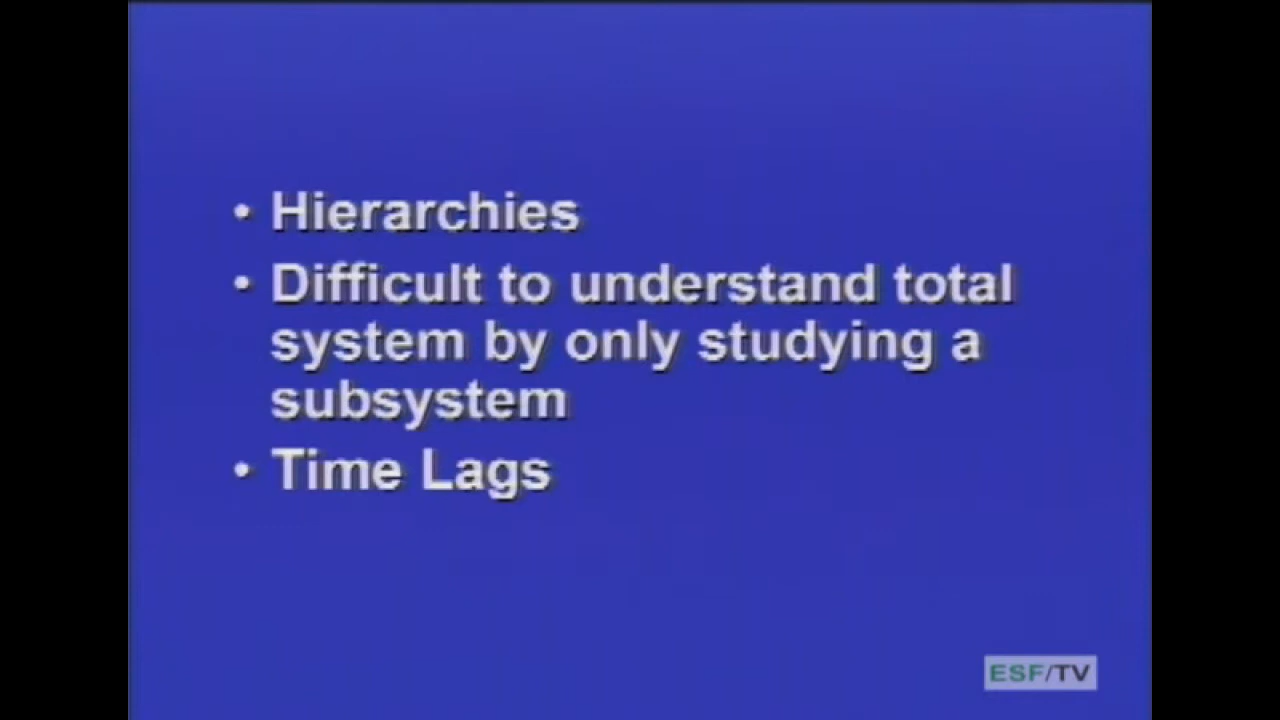 • Hierarchies
• Difficult to understand total
system by only studying a
subsystem
• Time Lags
ESF/TV